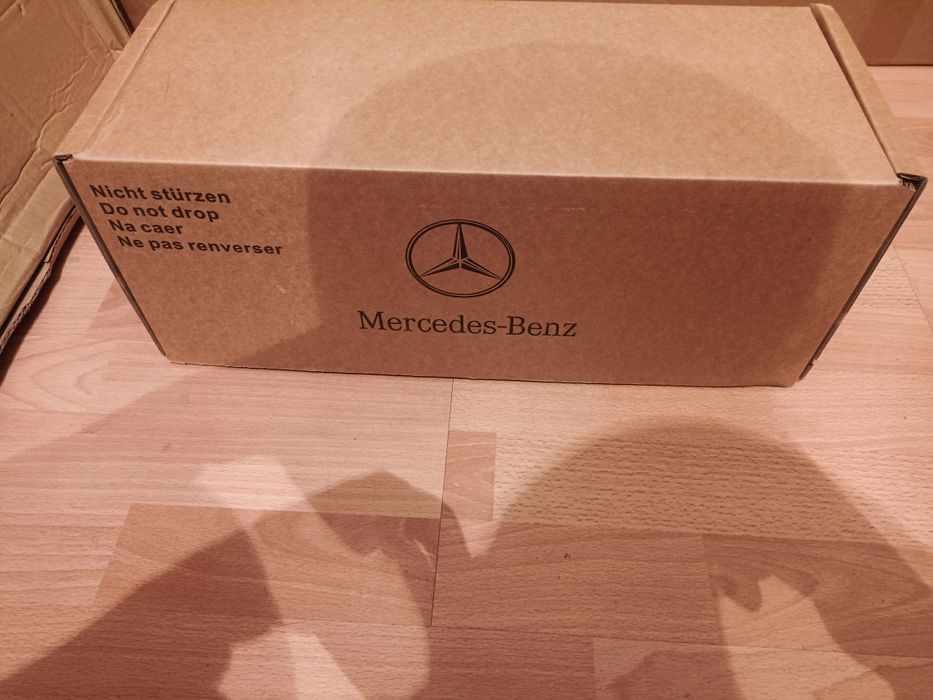 Nicht stürzen
Do not drop
Na caer
Ne pas renverser
Mercedes-Benz